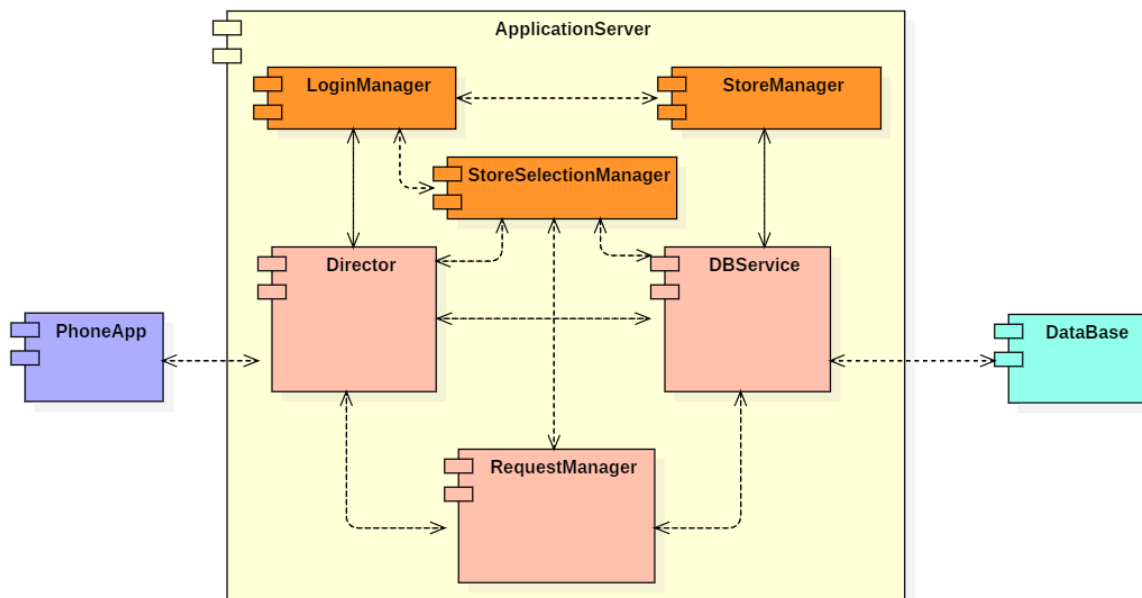 ApplicationServer
LoginManager
StoreManager
StoreSelectionManager
Director
DBService
PhoneApp
DataBase
RequestManager